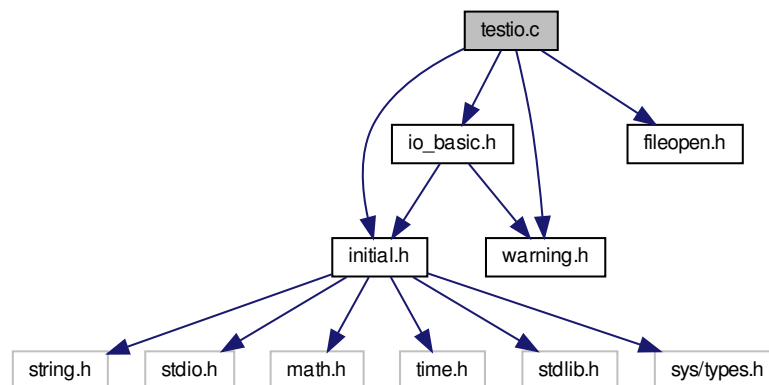 testio.c
io_basic.h
fileopen.h
initial.h
warning.h
string.h
stdio.h
math.h
time.h
stdlib.h
sys/types.h